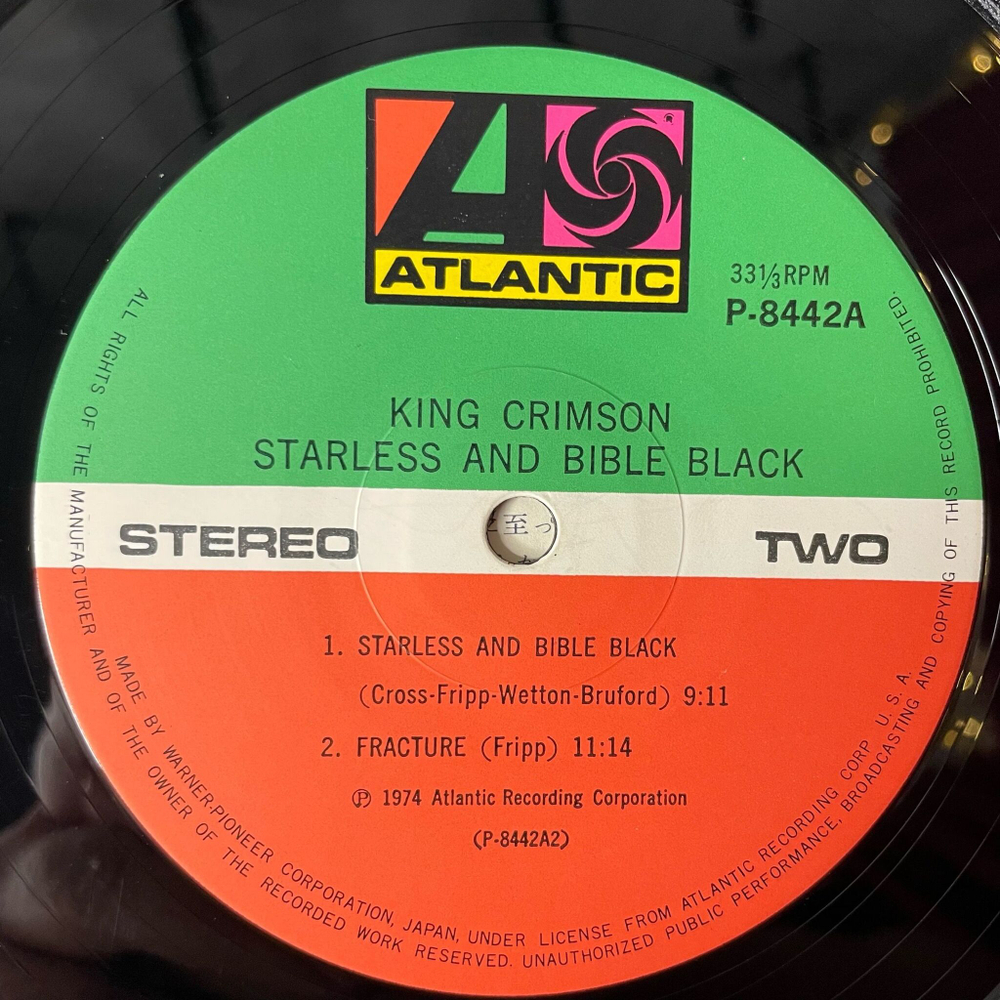 ATLANTIC
33⅓RPM
P-8442A
KING CRIMSON
STARLESS AND BIBLE BLACK
STEREO
至っ
TWO
1. STARLESS AND BIBLE BLACK
(Cross-Fripp-Wetton-Bruford) 9:11
2. FRACTURE (Fripp) 11:14
Ⓟ 1974 Atlantic Recording Corporation
(P-8442A2)
MADE BY WARNER-PIONEER CORPORATION, JAPAN, UNDER LICENSE FROM ATLANTIC RECORDING CORP. U. S. A.
ALL RIGHTS OF THE MANUFACTURER AND OF THE OWNER OF THE RECORDED WORK RESERVED. UNAUTHORIZED PUBLIC PERFORMANCE, BROADCASTING AND COPYING OF THIS RECORD PROHIBITED.